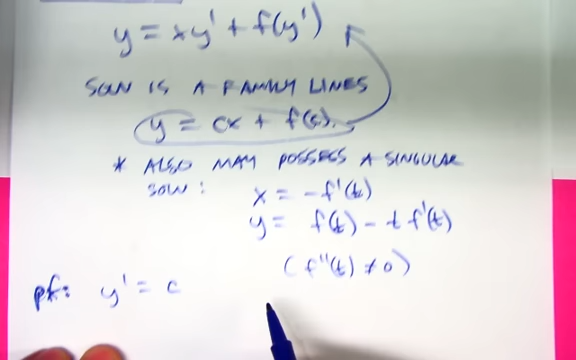 y = xy' + f(y')
SOLN IS A FAMILY LINES
y = cx + f(c).
* ALSO MAY POSSESS A SINGULAR
SOLN : x = -f'(t)
y = f(t) - t f'(t)
(f''(t) ≠ 0)
pf: y' = c